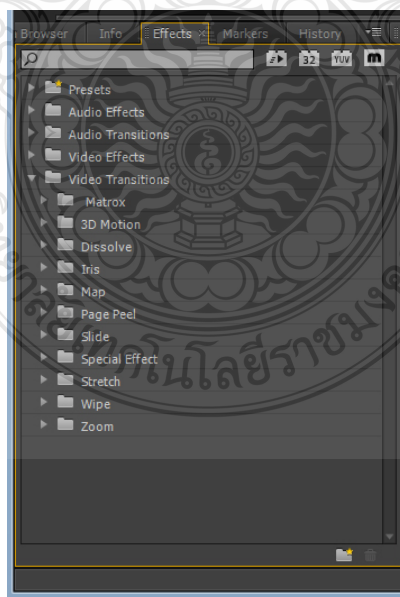 Browser Info Effects Markers History
32 YUV m
Presets
Audio Effects
Audio Transitions
Video Effects
Video Transitions
Matrox
3D Motion
Dissolve
Iris
Map
Page Peel
Slide
Special Effect
Stretch
Wipe
Zoom